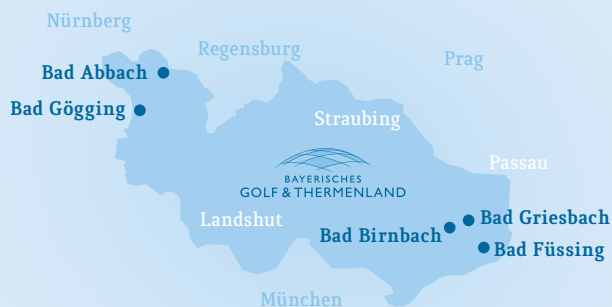 Nürnberg
Regensburg
Prag
Bad Abbach
Bad Gögging
Straubing
Passau
BAYERISCHES
GOLF & THERMENLAND
Landshut
Bad Griesbach
Bad Birnbach
Bad Füssing
München